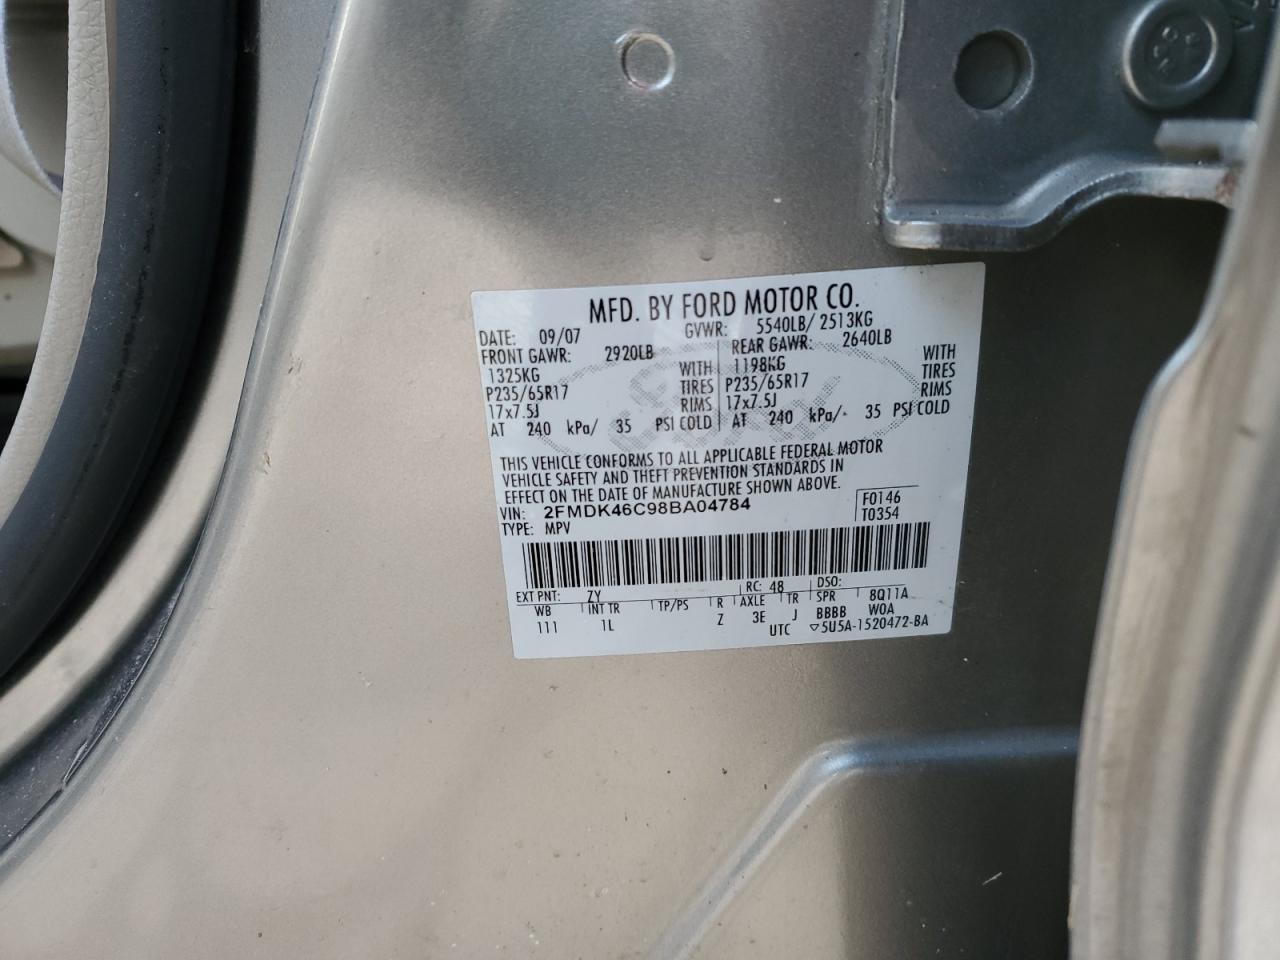 MFD. BY FORD MOTOR CO.
DATE: 09/07 GVWR: 5540LB/ 2513KG
FRONT GAWR: 2920LB REAR GAWR: 2640LB
1325KG WITH 1198KG WITH
P235/65R17 TIRES P235/65R17 TIRES
17x7.5J RIMS 17x7.5J RIMS
AT 240 kPa/ 35 PSI COLD AT 240 kPa/ 35 PSI COLD
THIS VEHICLE CONFORMS TO ALL APPLICABLE FEDERAL MOTOR
VEHICLE SAFETY AND THEFT PREVENTION STANDARDS IN
EFFECT ON THE DATE OF MANUFACTURE SHOWN ABOVE.
VIN: 2FMDK46C98BA04784 F0146
TYPE: MPV T0354
EXT PNT: ZY RC: 48 DSO:
WB INT TR TP/PS R AXLE TR SPR 8Q11A
111 1L Z 3E J BBBB W0A
UTC ▽5U5A-1520472-BA
Ford